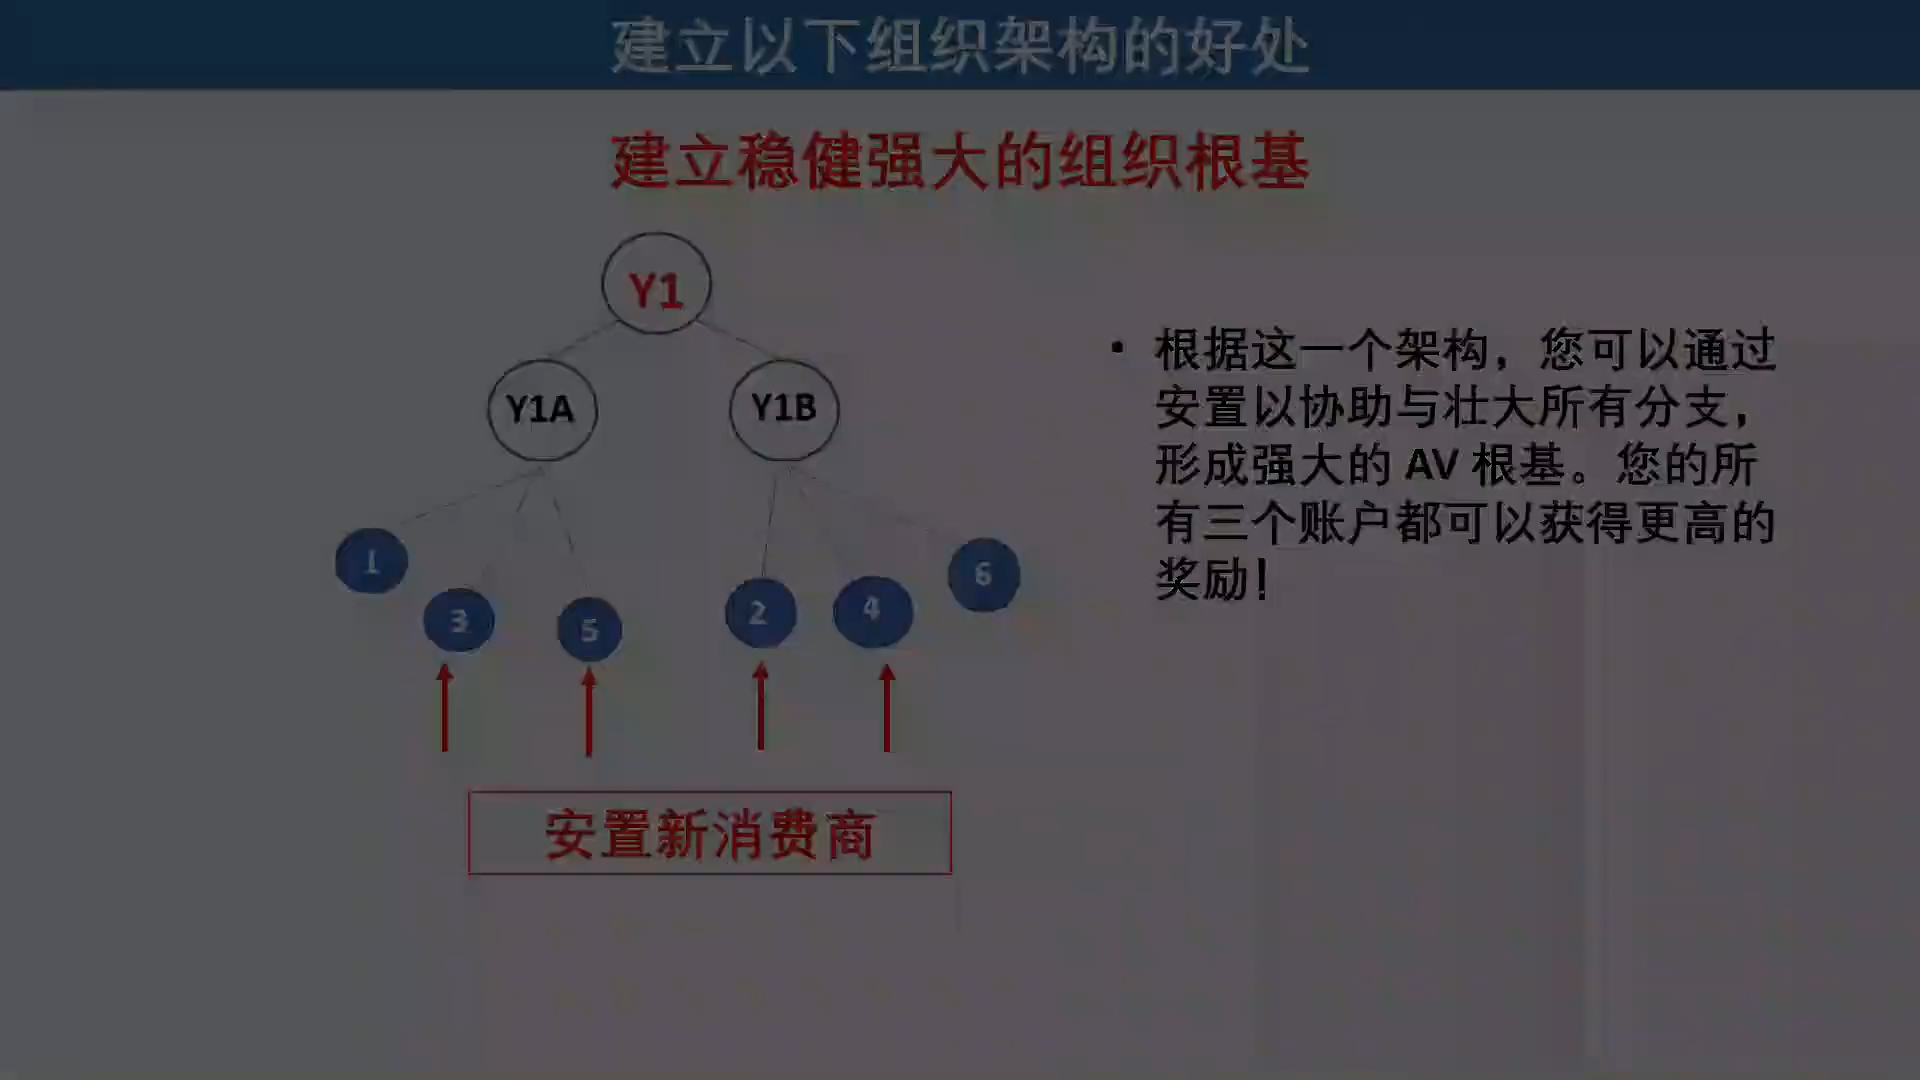 建立以下组织架构的好处
建立稳健强大的组织根基
Y1
Y1A
Y1B
1
3
5
2
4
6
• 根据这一个架构，您可以通过
安置以协助与壮大所有分支，
形成强大的 AV 根基。您的所
有三个账户都可以获得更高的
奖励！
安置新消费商